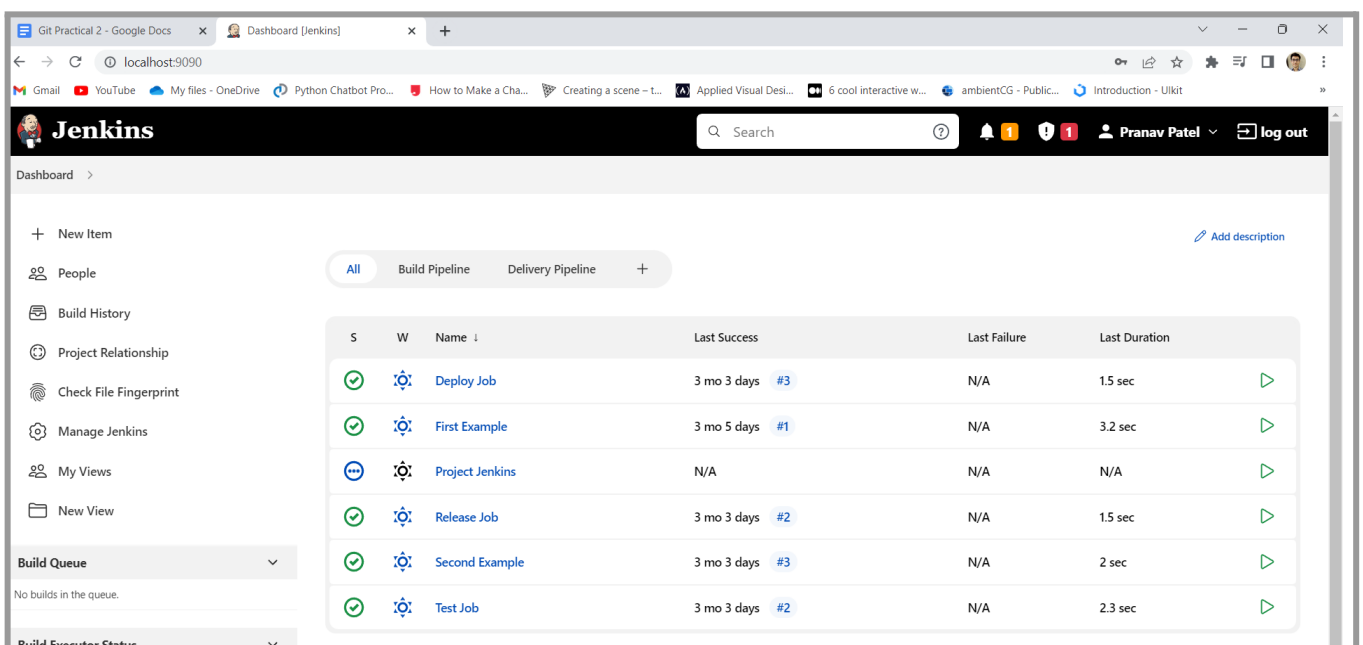 Git Practical 2 - Google Docs
Dashboard [Jenkins]
localhost:9090
Gmail YouTube My files - OneDrive Python Chatbot Pro... How to Make a Cha... Creating a scene – t... Applied Visual Desi... 6 cool interactive w... ambientCG - Public... Introduction - UIkit »
Jenkins
Search
1
1
Pranav Patel
log out
Dashboard
New Item
People
Build History
Project Relationship
Check File Fingerprint
Manage Jenkins
My Views
New View
Build Queue
No builds in the queue.
Build Executor Status
Add description
All Build Pipeline Delivery Pipeline +
S W Name ↓ Last Success Last Failure Last Duration
Deploy Job 3 mo 3 days #3 N/A 1.5 sec
First Example 3 mo 5 days #1 N/A 3.2 sec
Project Jenkins N/A N/A N/A
Release Job 3 mo 3 days #2 N/A 1.5 sec
Second Example 3 mo 3 days #3 N/A 2 sec
Test Job 3 mo 3 days #2 N/A 2.3 sec